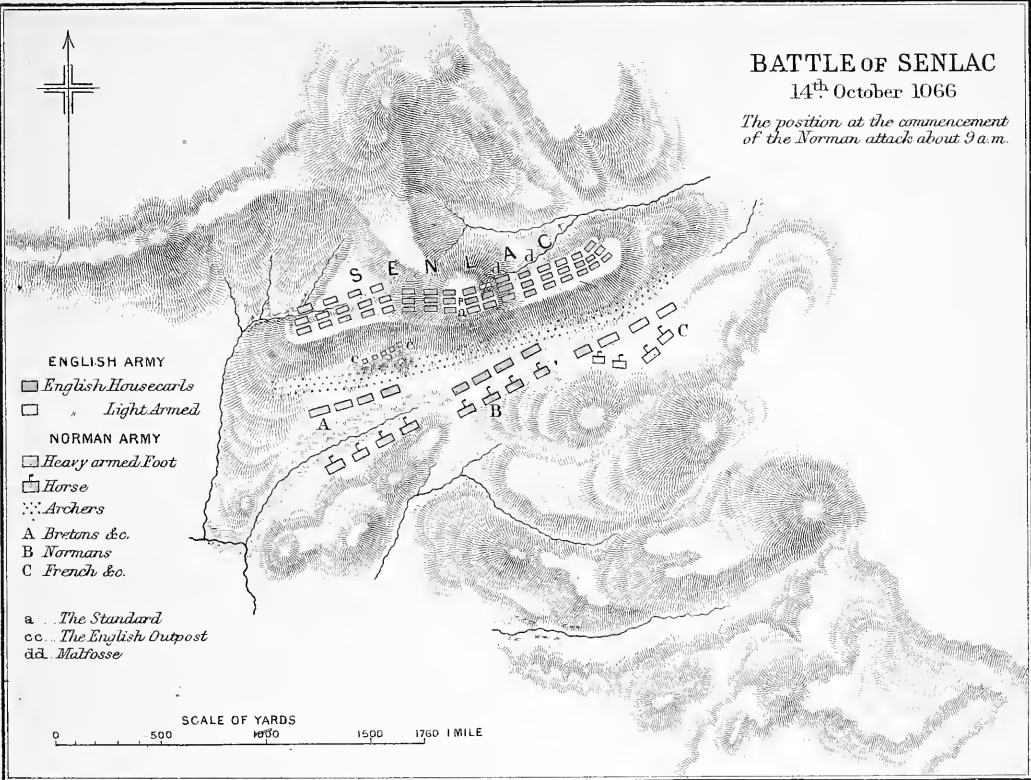 BATTLE OF SENLAC
14th. October 1066
The position at the commencement
of the Norman attack about 9 a.m.
SENLAC
d d
a
c c
A
B
C
ENGLISH ARMY
English Housecarls
" Light Armed
NORMAN ARMY
Heavy armed Foot
Horse
Archers
A Bretons &c.
B Normans
C French &c.
a ... The Standard
cc ... The English Outpost
dd .. Malfosse
SCALE OF YARDS
0 500 1000 1500 1760 1 MILE